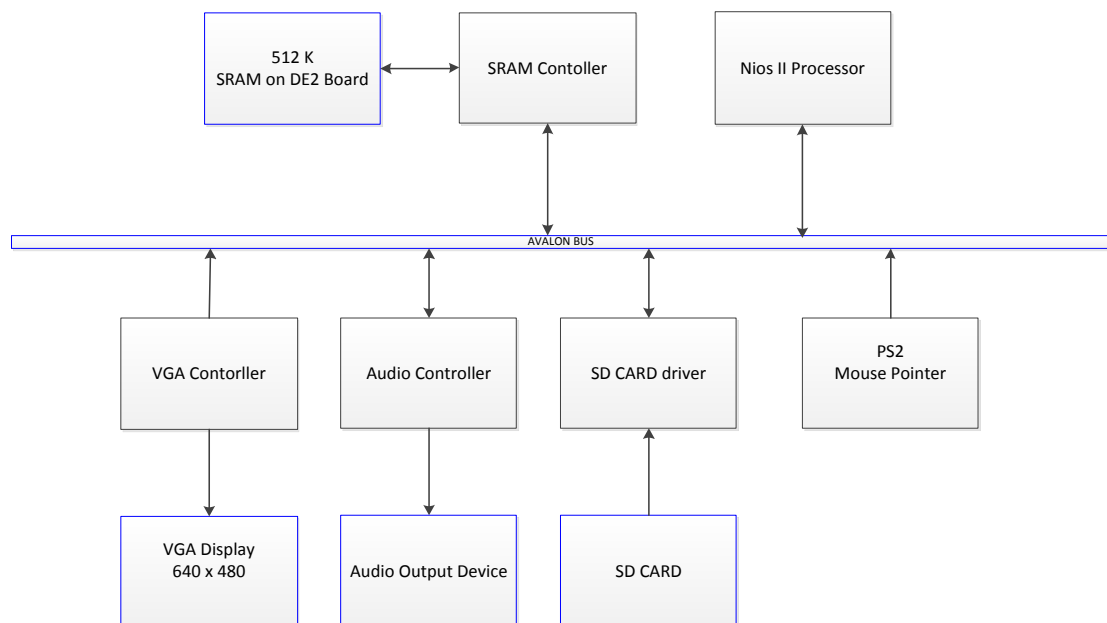 512 K
SRAM on DE2 Board
SRAM Contoller
Nios II Processor
AVALON BUS
VGA Contorller
Audio Controller
SD CARD driver
PS2
Mouse Pointer
VGA Display
640 x 480
Audio Output Device
SD CARD